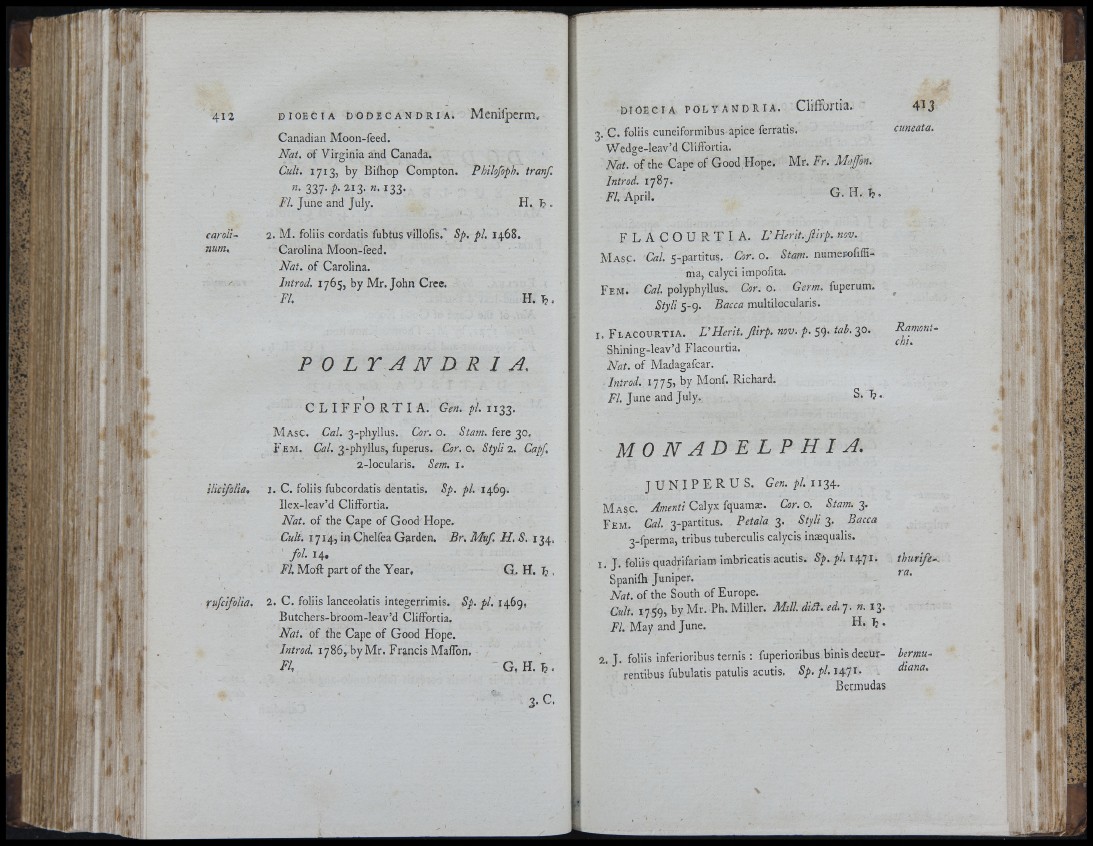 412 DIOECIA DODECANDRIA. Meniſperm.
Canadian Moon-ſeed.
Nat. of Virginia and Canada.
Cult. 1713, by Biſhop Compton. Philoſoph. tranſ.
n. 337. p. 213. n. 133.
Fl. June and July. H. ♄.
caroli- 2. M. foliis cordatis ſubtus villoſis. Sp. pl. 1468.
num. Carolina Moon-ſeed.
Nat. of Carolina.
Introd. 1765, by Mr. John Cree.
Fl. H. ♄.
POLYANDRIA.
CLIFFORTIA. Gen. pl. 1133.
MASC. Cal. 3-phyllus. Cor. 0. Stam. fere 30.
FEM. Cal. 3-phyllus, ſuperus. Cor. 0. Styli 2. Capſ.
2-locularis. Sem. 1.
ilicifolia. 1. C. foliis ſubcordatis dentatis. Sp. pl. 1469.
Ilex-leav'd Cliffortia.
Nat. of the Cape of Good Hope.
Cult. 1714, in Chelſea Garden. Br. Muſ. H. S. 134.
fol. 14.
Fl. Moſt part of the Year. G. H. ♄.
ruſcifolia. 2. C. foliis lanceolatis integerrimis. Sp. pl. 1469.
Butchers-broom-leav'd Cliffortia.
Nat. of the Cape of Good Hope.
Introd. 1786, by Mr. Francis Maſſon.
Fl. G. H. ♄.
3. C.
DIOECIA POLYANDRIA. Cliffortia. 413
3. C. foliis cuneiformibus apice ſerratis. cuneata.
Wedge-leav'd Cliffortia.
Nat. of the Cape of Good Hope. Mr. Fr. Maſſon.
Introd. 1787.
Fl. April. G. H. ♄.
FLACOURTIA. L'Herit. ſtirp. nov.
MASC. Cal. 5-partitus. Cor. 0. Stam. numeroſiſſi-
ma, calyci impoſita.
FEM. Cal. polyphyllus. Cor. 0. Germ. ſuperum.
Styli 5-9. Bacca multilocularis.
1. FLACOURTIA. L'Herit. ſtirp. nov. p. 59. tab. 30. Ramont-
Shining-leav'd Flacourtia. chi.
Nat. of Madagaſcar.
Introd. 1775, by Monſ. Richard.
Fl. June and July. S. ♄.
MONADELPHIA.
JUNIPERUS. Gen. pl. 1134.
MASC. Amenti Calyx ſquamæ. Cor. 0. Stam. 3.
FEM. Cal. 3-partitus. Petala 3. Styli 3. Bacca
3-ſperma, tribus tuberculis calycis inæqualis.
1. J. foliis quadrifariam imbricatis acutis. Sp. pl. 1471. thurife-
Spaniſh Juniper. ra.
Nat. of the South of Europe.
Cult. 1759, by Mr. Ph. Miller. Mill. dict. ed. 7. n. 13.
Fl. May and June. H. ♄.
2. J. foliis inferioribus ternis : ſuperioribus binis decur- bermu-
rentibus ſubulatis patulis acutis. Sp. pl. 1471. diana.
Bermudas